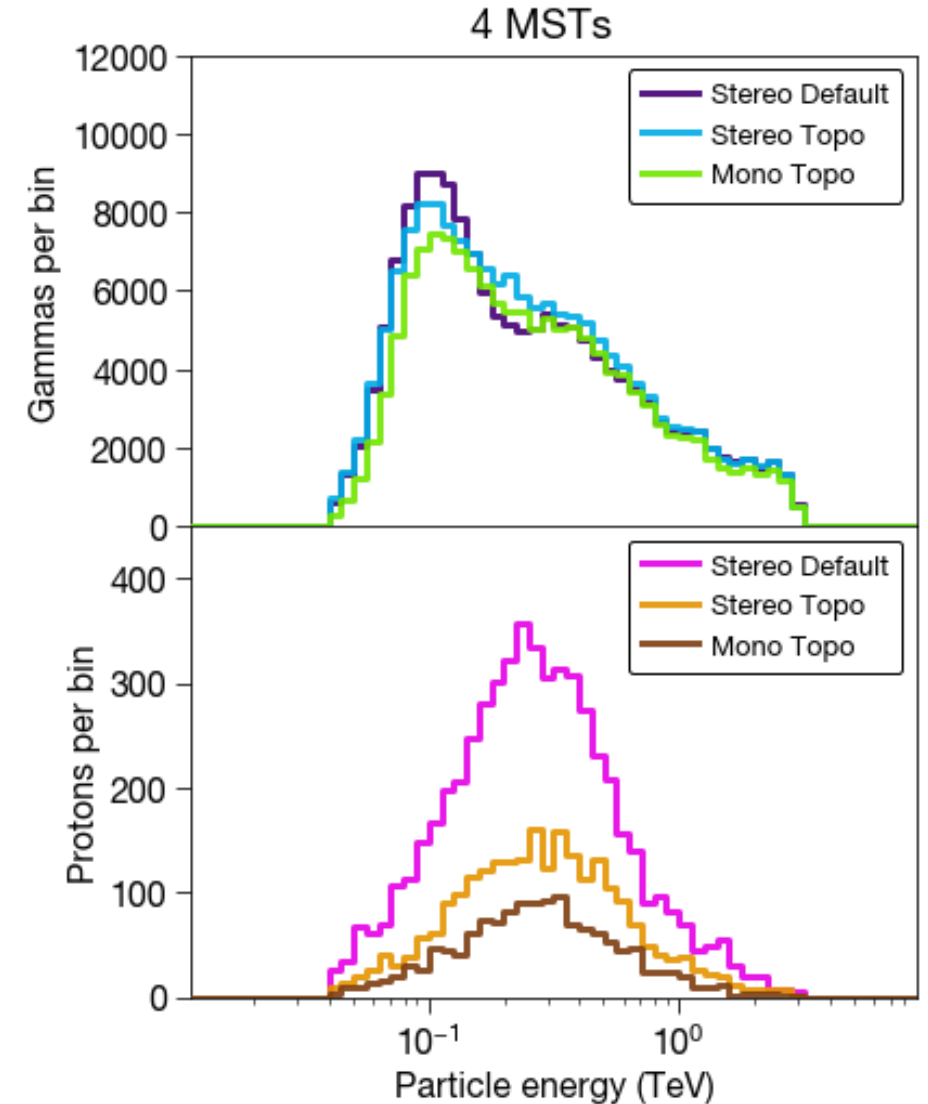 4 MSTs
12000
10000
8000
6000
4000
2000
0
Gammas per bin
Stereo Default
Stereo Topo
Mono Topo
400
300
200
100
0
Protons per bin
Stereo Default
Stereo Topo
Mono Topo
10⁻¹ 10⁰
Particle energy (TeV)